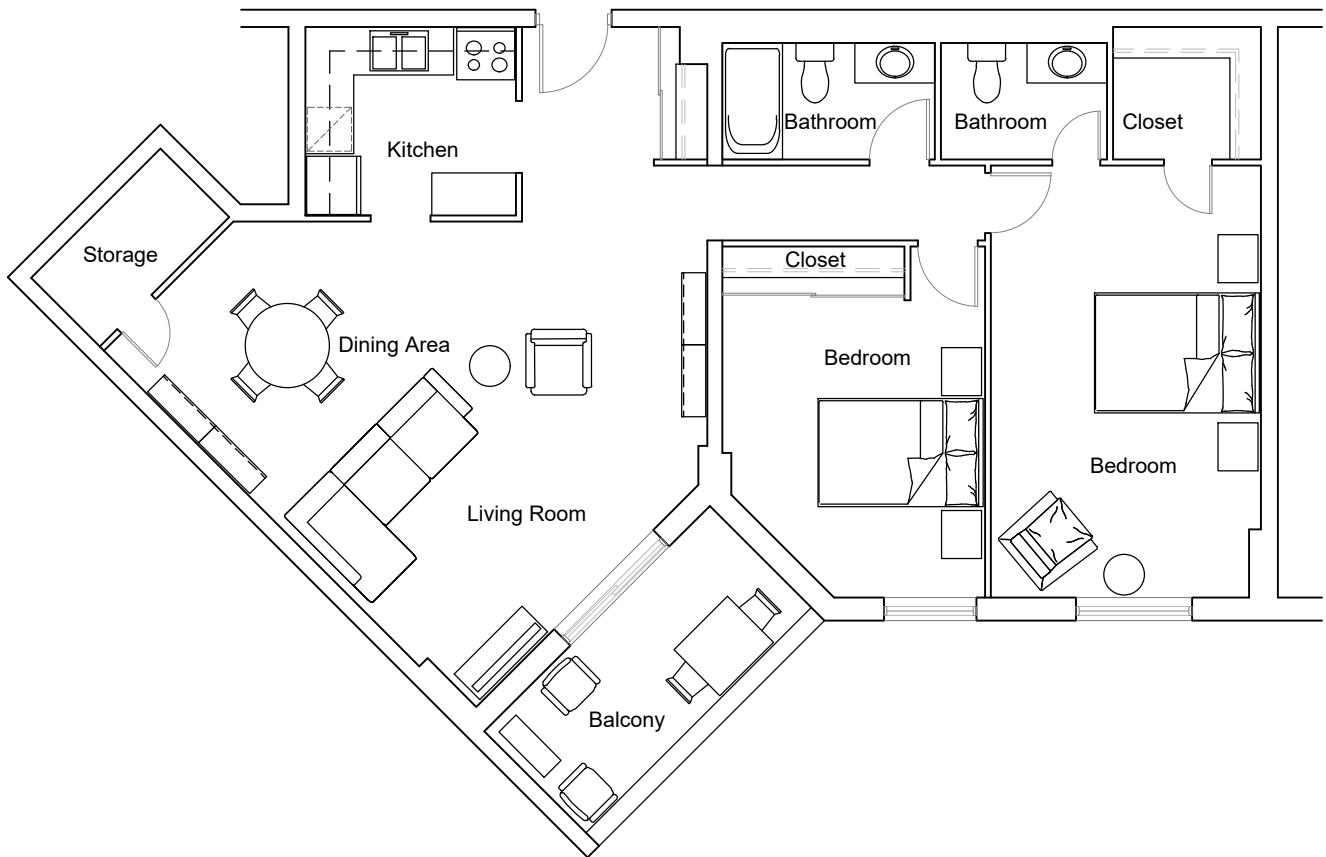 Kitchen
Bathroom
Bathroom
Closet
Storage
Closet
Dining Area
Bedroom
Bedroom
Living Room
Balcony